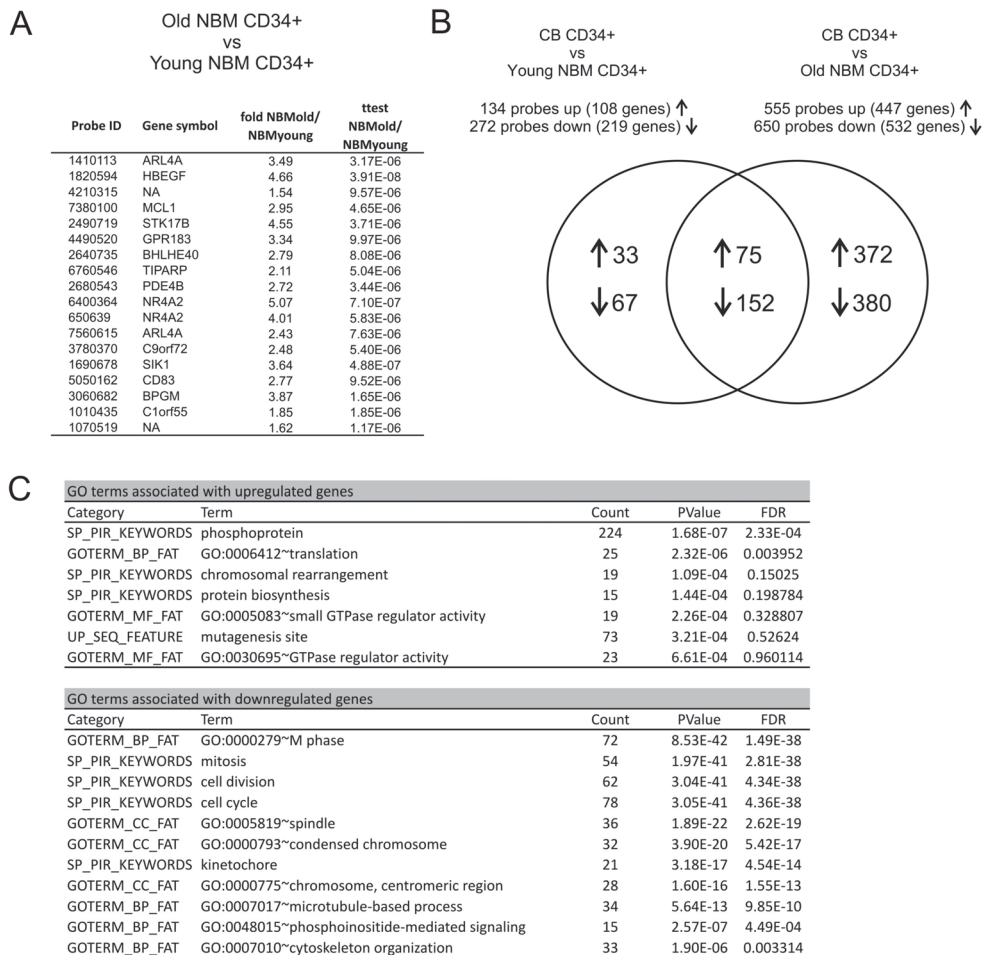 A
Old NBM CD34+
vs
Young NBM CD34+
Probe ID Gene symbol fold NBMold/ NBMyoung ttest NBMold/ NBMyoung
1410113 ARL4A 3.49 3.17E-06
1820594 HBEGF 4.66 3.91E-08
4210315 NA 1.54 9.57E-06
7380100 MCL1 2.95 4.65E-06
2490719 STK17B 4.55 3.71E-06
4490520 GPR183 3.34 9.97E-06
2640735 BHLHE40 2.79 8.08E-06
6760546 TIPARP 2.11 5.04E-06
2680543 PDE4B 2.72 3.44E-06
6400364 NR4A2 5.07 7.10E-07
650639 NR4A2 4.01 5.83E-06
7560615 ARL4A 2.43 7.63E-06
3780370 C9orf72 2.48 5.40E-06
1690678 SIK1 3.64 4.88E-07
5050162 CD83 2.77 9.52E-06
3060682 BPGM 3.87 1.65E-06
1010435 C1orf55 1.85 1.85E-06
1070519 NA 1.62 1.17E-06
B
CB CD34+
vs
Young NBM CD34+
134 probes up (108 genes) ↑
272 probes down (219 genes) ↓
CB CD34+
vs
Old NBM CD34+
555 probes up (447 genes) ↑
650 probes down (532 genes) ↓
↑ 33 ↑ 75 ↑ 372
↓ 67 ↓ 152 ↓ 380
C
GO terms associated with upregulated genes
Category Term Count PValue FDR
SP_PIR_KEYWORDS phosphoprotein 224 1.68E-07 2.33E-04
GOTERM_BP_FAT GO:0006412~translation 25 2.32E-06 0.003952
SP_PIR_KEYWORDS chromosomal rearrangement 19 1.09E-04 0.15025
SP_PIR_KEYWORDS protein biosynthesis 15 1.44E-04 0.198784
GOTERM_MF_FAT GO:0005083~small GTPase regulator activity 19 2.26E-04 0.328807
UP_SEQ_FEATURE mutagenesis site 73 3.21E-04 0.52624
GOTERM_MF_FAT GO:0030695~GTPase regulator activity 23 6.61E-04 0.960114
GO terms associated with downregulated genes
Category Term Count PValue FDR
GOTERM_BP_FAT GO:0000279~M phase 72 8.53E-42 1.49E-38
SP_PIR_KEYWORDS mitosis 54 1.97E-41 2.81E-38
SP_PIR_KEYWORDS cell division 62 3.04E-41 4.34E-38
SP_PIR_KEYWORDS cell cycle 78 3.05E-41 4.36E-38
GOTERM_CC_FAT GO:0005819~spindle 36 1.89E-22 2.62E-19
GOTERM_CC_FAT GO:0000793~condensed chromosome 32 3.90E-20 5.42E-17
SP_PIR_KEYWORDS kinetochore 21 3.18E-17 4.54E-14
GOTERM_CC_FAT GO:0000775~chromosome, centromeric region 28 1.60E-16 1.55E-13
GOTERM_BP_FAT GO:0007017~microtubule-based process 34 5.64E-13 9.85E-10
GOTERM_BP_FAT GO:0048015~phosphoinositide-mediated signaling 15 2.57E-07 4.49E-04
GOTERM_BP_FAT GO:0007010~cytoskeleton organization 33 1.90E-06 0.003314